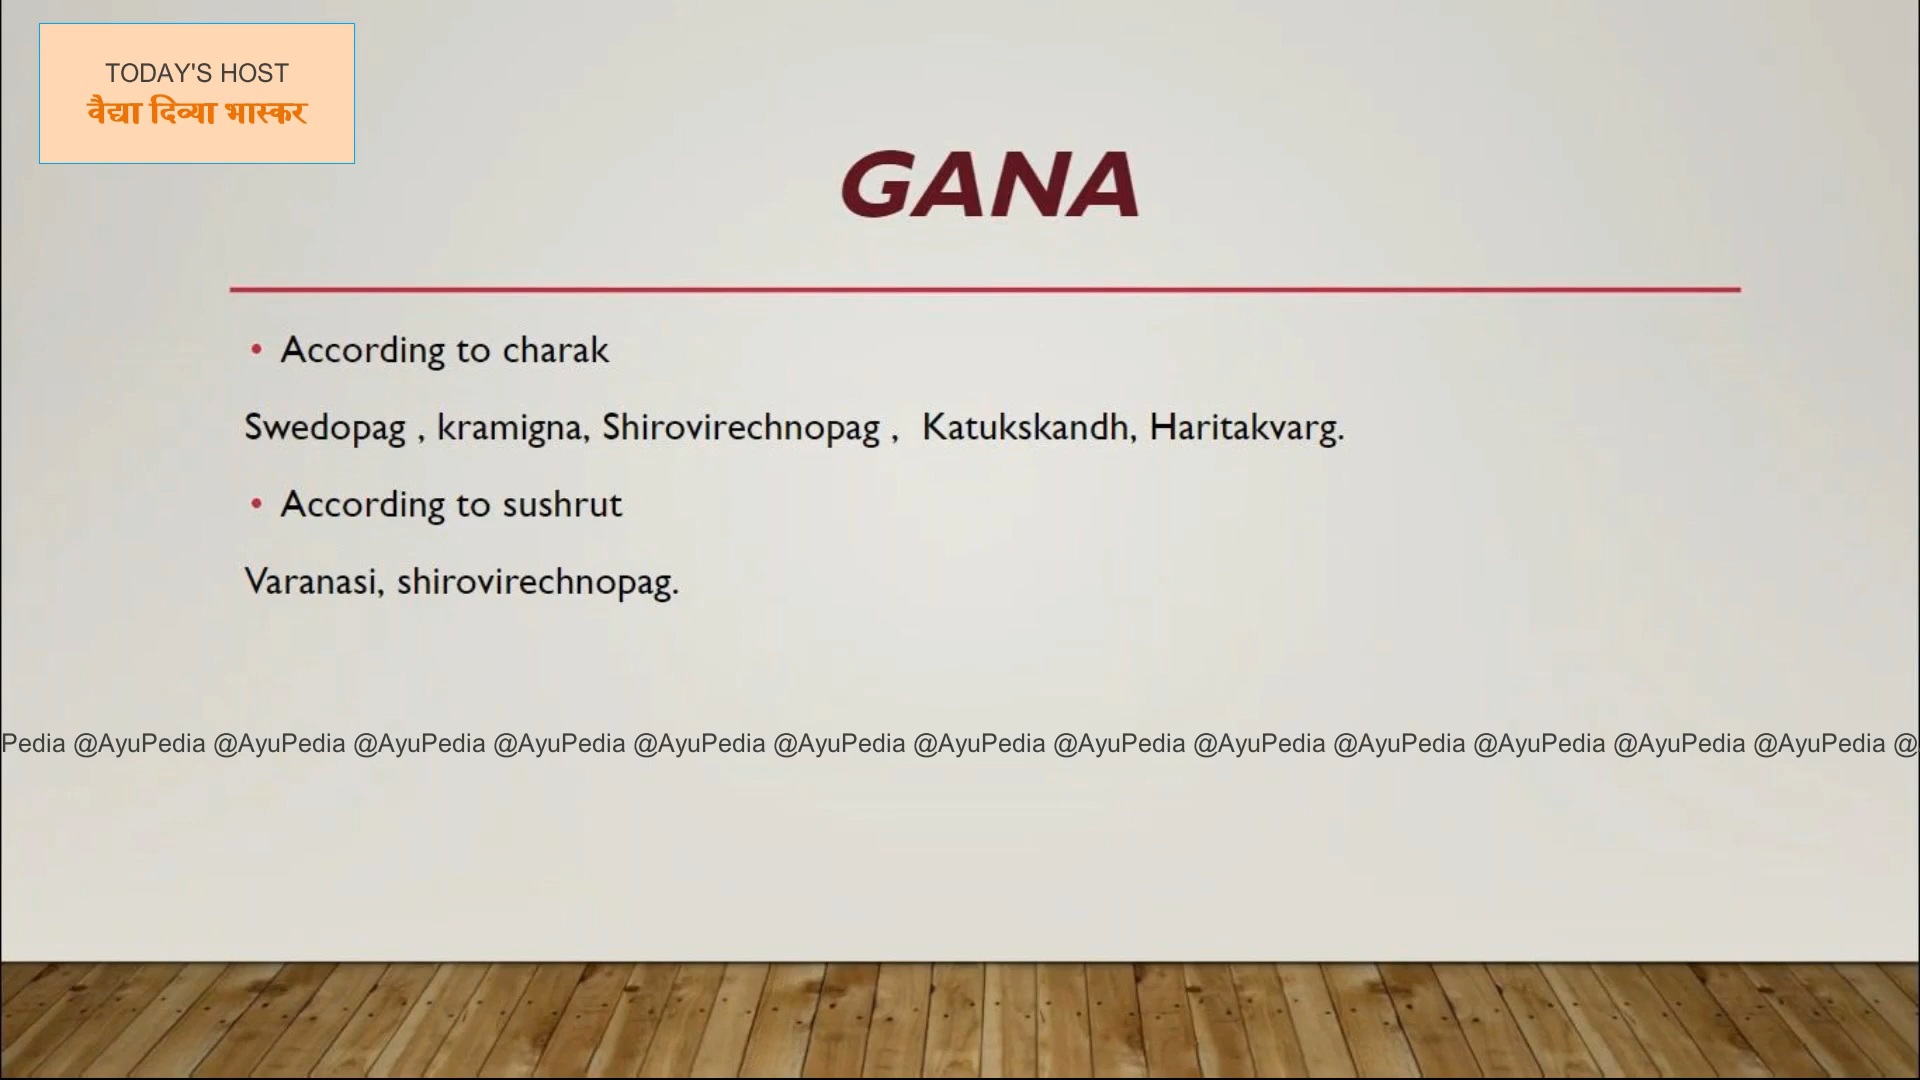 TODAY'S HOST
वैद्या दिव्या भास्कर
GANA
• According to charak
Swedopag , kramigna, Shirovirechnopag ,  Katukskandh, Haritakvarg.
• According to sushrut
Varanasi, shirovirechnopag.
Pedia @AyuPedia @AyuPedia @AyuPedia @AyuPedia @AyuPedia @AyuPedia @AyuPedia @AyuPedia @AyuPedia @AyuPedia @AyuPedia @AyuPedia @AyuPedia @